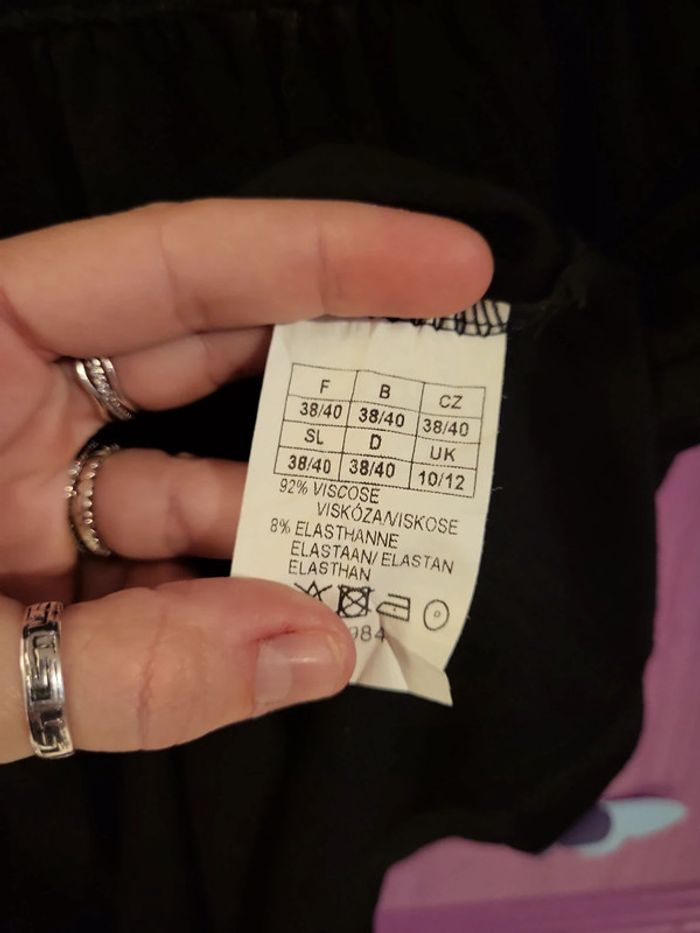 F B CZ
38/40 38/40 38/40
SL D UK
38/40 38/40 10/12
92% VISCOSE
VISKÓZA/VISKOSE
8% ELASTHANNE
ELASTAAN/ ELASTAN
ELASTHAN
984